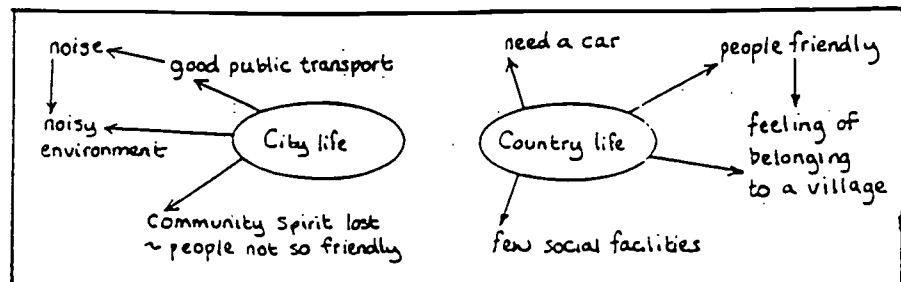 noise
good public transport
noisy
environment
City life
Community Spirit lost
~ people not so friendly
need a car
people friendly
Country life
feeling of
belonging
to a village
few social facilities